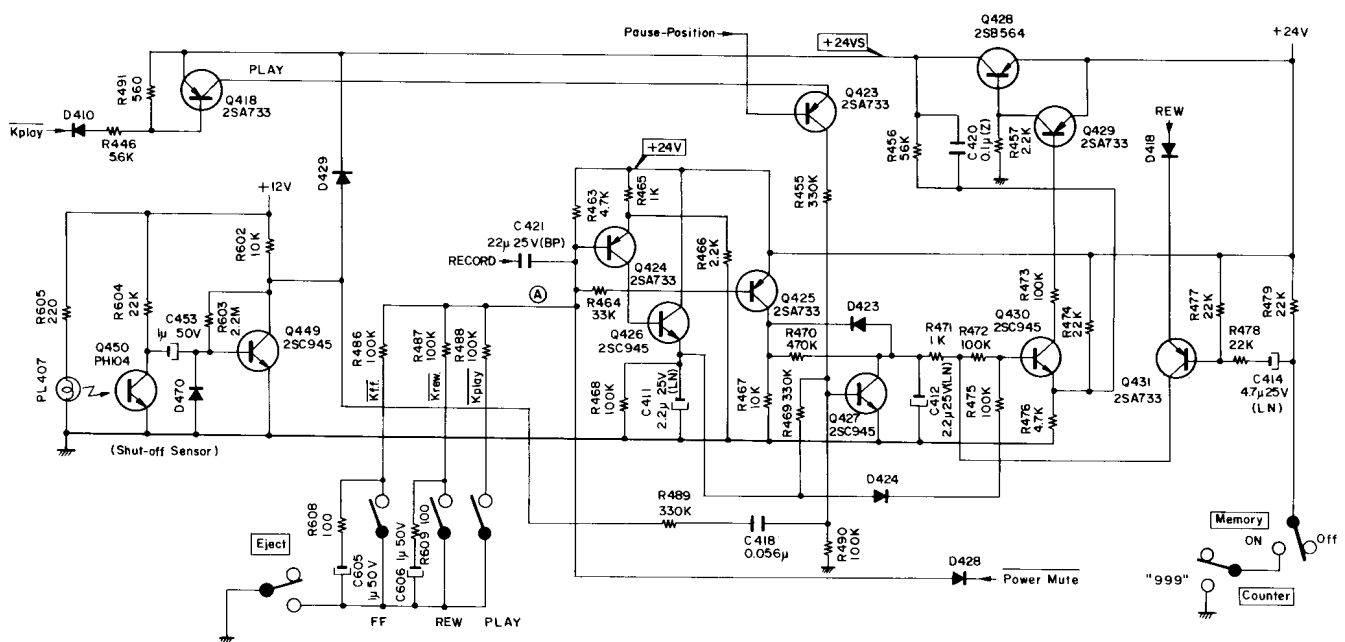 Pause-Position
+24VS
Q428
2SB564
+24V
R491
560
PLAY
Q418
2SA733
Q423
2SA733
D410
Kplay
R446
56K
D429
REW
D418
R456
56K
C420
0.1μ(Z)
R457
2.2K
Q429
2SA733
+24V
+12V
R463
4.7K
R465
1K
R455
330K
R602
10K
C421
22μ 25V(BP)
RECORD
Q424
2SA733
R466
2.2K
R605
220
R604
22K
C453
1μ 50V
R603
2.2M
Q449
2SC945
A
R464
33K
Q425
2SA733
D423
R473
100K
R474
22K
R477
22K
R479
22K
Q450
PH104
Q426
2SC945
R470
470K
R471
1K
R472
100K
Q430
2SC945
R478
22K
PL407
D470
R486
100K
R487
100K
R488
100K
Kff.
Krew.
Kplay
R468
100K
C411
2.2μ 25V
(LN)
R467
10K
R469 330K
Q427
2SC945
C412
2.2μ25V(LN)
R475
100K
R476
4.7K
Q431
2SA733
C414
4.7μ25V
(LN)
(Shut-off Sensor)
D424
R489
330K
C418
0.056μ
R490
100K
R608
100
C605
1μ50V
R609 100
C606 1μ50V
Eject
D428
Power Mute
Memory
ON
Off
"999"
Counter
FF
REW
PLAY